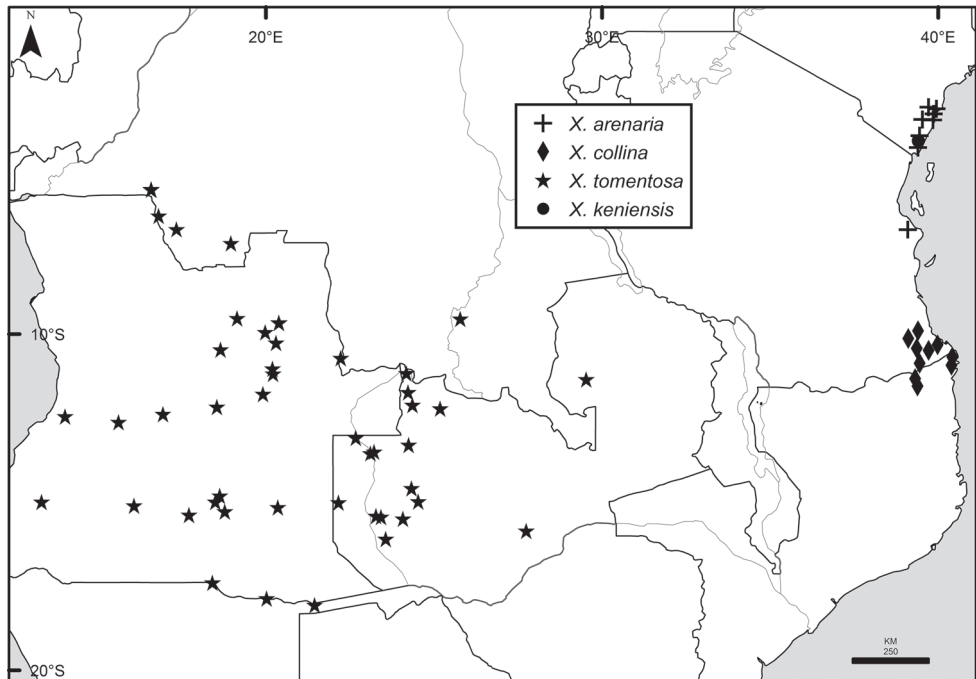 N
20°E
30°E
40°E
X. arenaria
X. collina
X. tomentosa
X. keniensis
10°S
KM
250
20°S